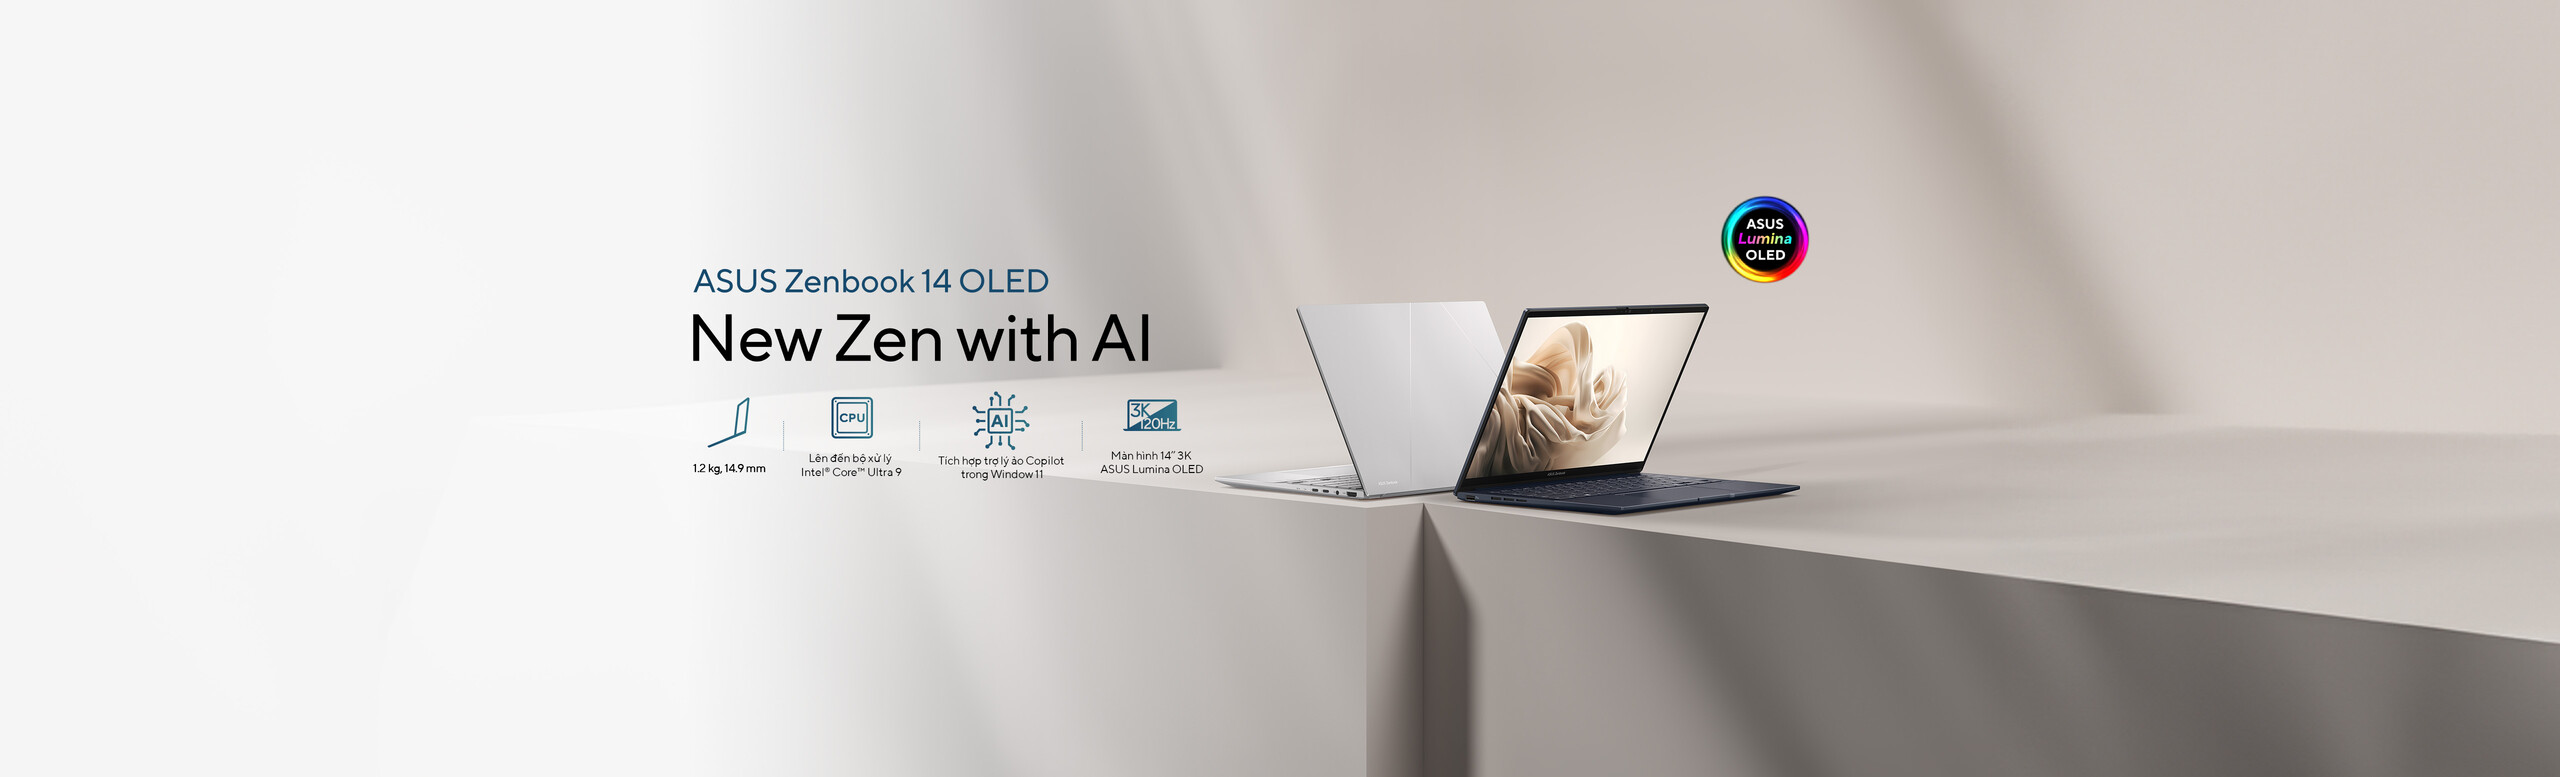 ASUS Zenbook 14 OLED
New Zen with AI
1.2 kg, 14.9 mm
CPU
Lên đến bộ xử lý
Intel® Core™ Ultra 9
AI
Tích hợp trợ lý ảo Copilot
trong Window 11
3K
120Hz
Màn hình 14” 3K
ASUS Lumina OLED
ASUS
Lumina
OLED